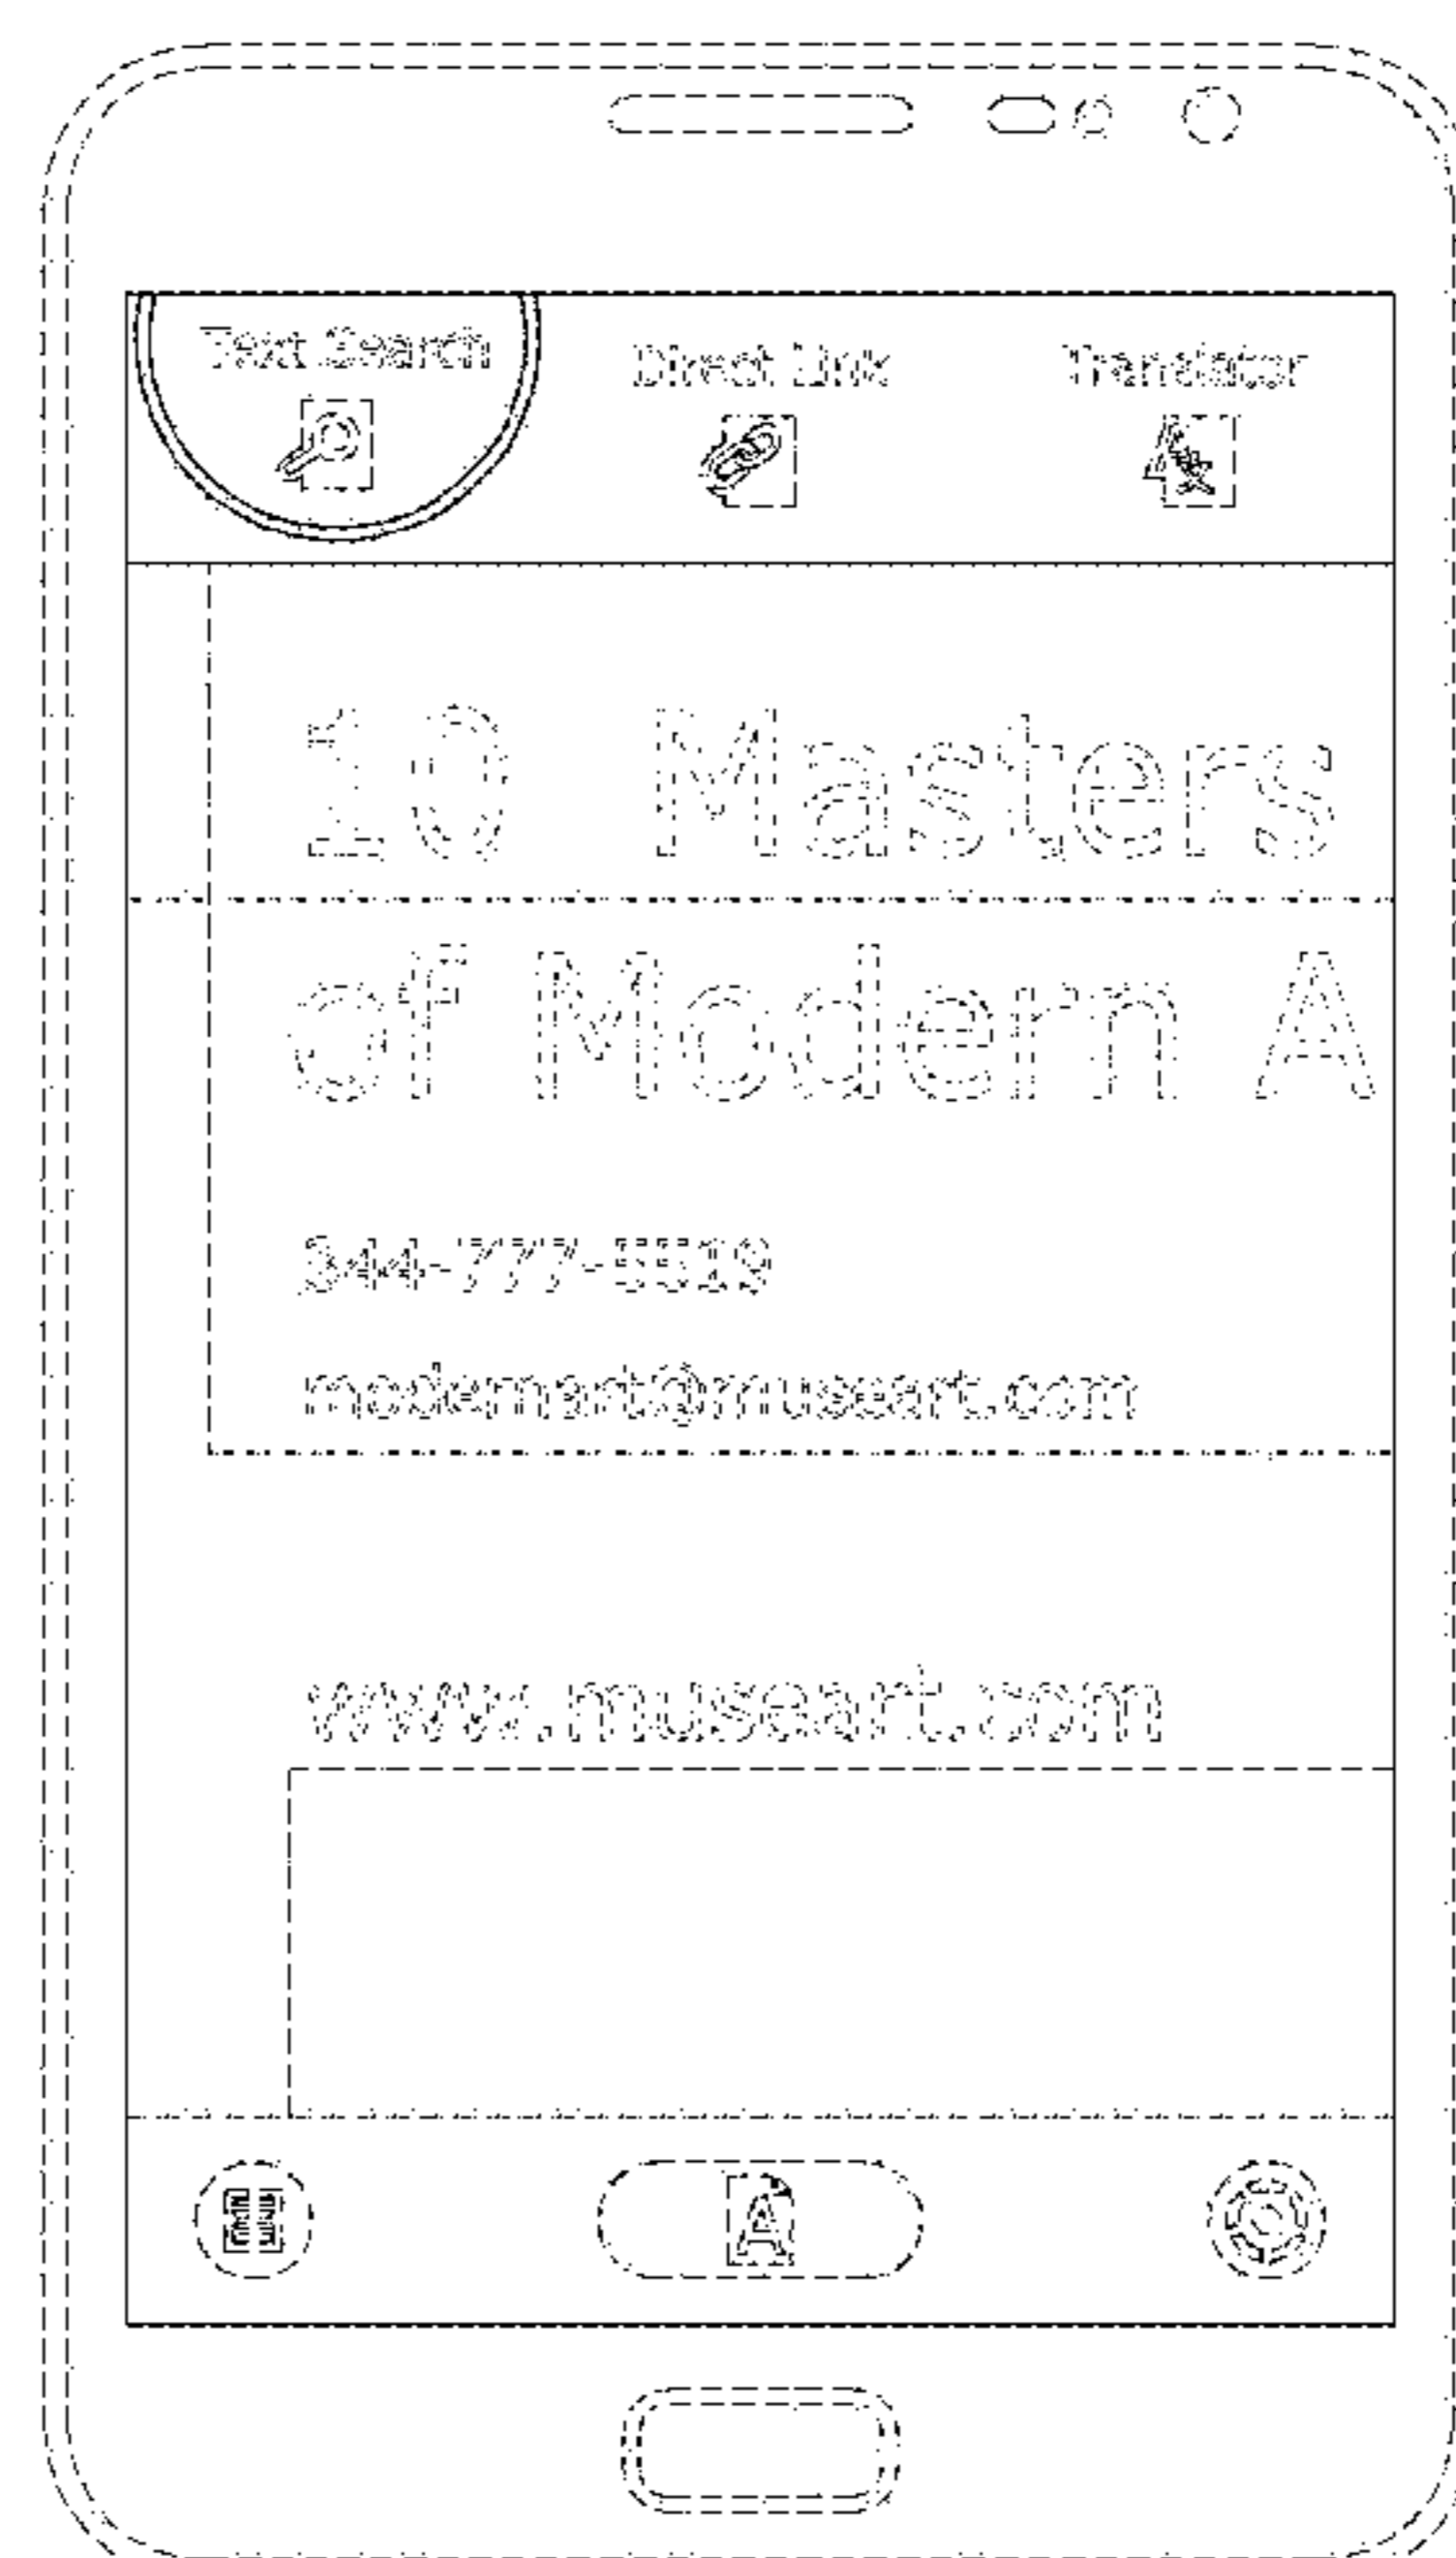 Text Search
Direct Link
Translator
10 Masters
of Modern A
344-777-5519
modernart@museart.com
www.museart.com
A